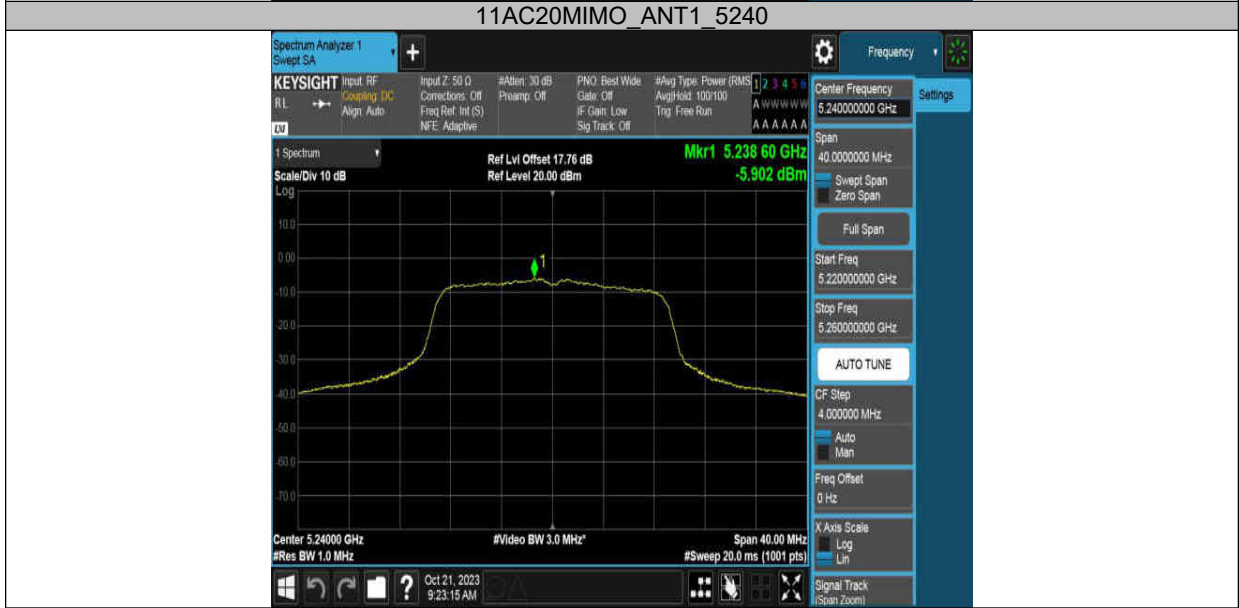 11AC20MIMO_ANT1_5240
Spectrum Analyzer 1
Swept SA
Frequency
KEYSIGHT
RL
Input: RF
Coupling: DC
Align: Auto
Input Z: 50 Ω
Corrections: Off
Freq Ref: Int (S)
NFE: Adaptive
#Atten: 30 dB
Preamp: Off
PNO: Best Wide
Gate: Off
IF Gain: Low
Sig Track: Off
#Avg Type: Power (RMS
Avg|Hold: 100/100
Trig: Free Run
1 2 3 4 5 6
A W W W W W
A A A A A A
1 Spectrum
Scale/Div 10 dB
Ref Lvl Offset 17.76 dB
Ref Level 20.00 dBm
Mkr1 5.238 60 GHz
-5.902 dBm
Log
10.0
0.00
-10.0
-20.0
-30.0
-40.0
-50.0
-60.0
-70.0
1
Center 5.24000 GHz
#Res BW 1.0 MHz
#Video BW 3.0 MHz*
Span 40.00 MHz
#Sweep 20.0 ms (1001 pts)
Oct 21, 2023
9:23:15 AM
Center Frequency
5.240000000 GHz
Settings
Span
40.0000000 MHz
Swept Span
Zero Span
Full Span
Start Freq
5.220000000 GHz
Stop Freq
5.260000000 GHz
AUTO TUNE
CF Step
4.000000 MHz
Auto
Man
Freq Offset
0 Hz
X Axis Scale
Log
Lin
Signal Track
(Span Zoom)